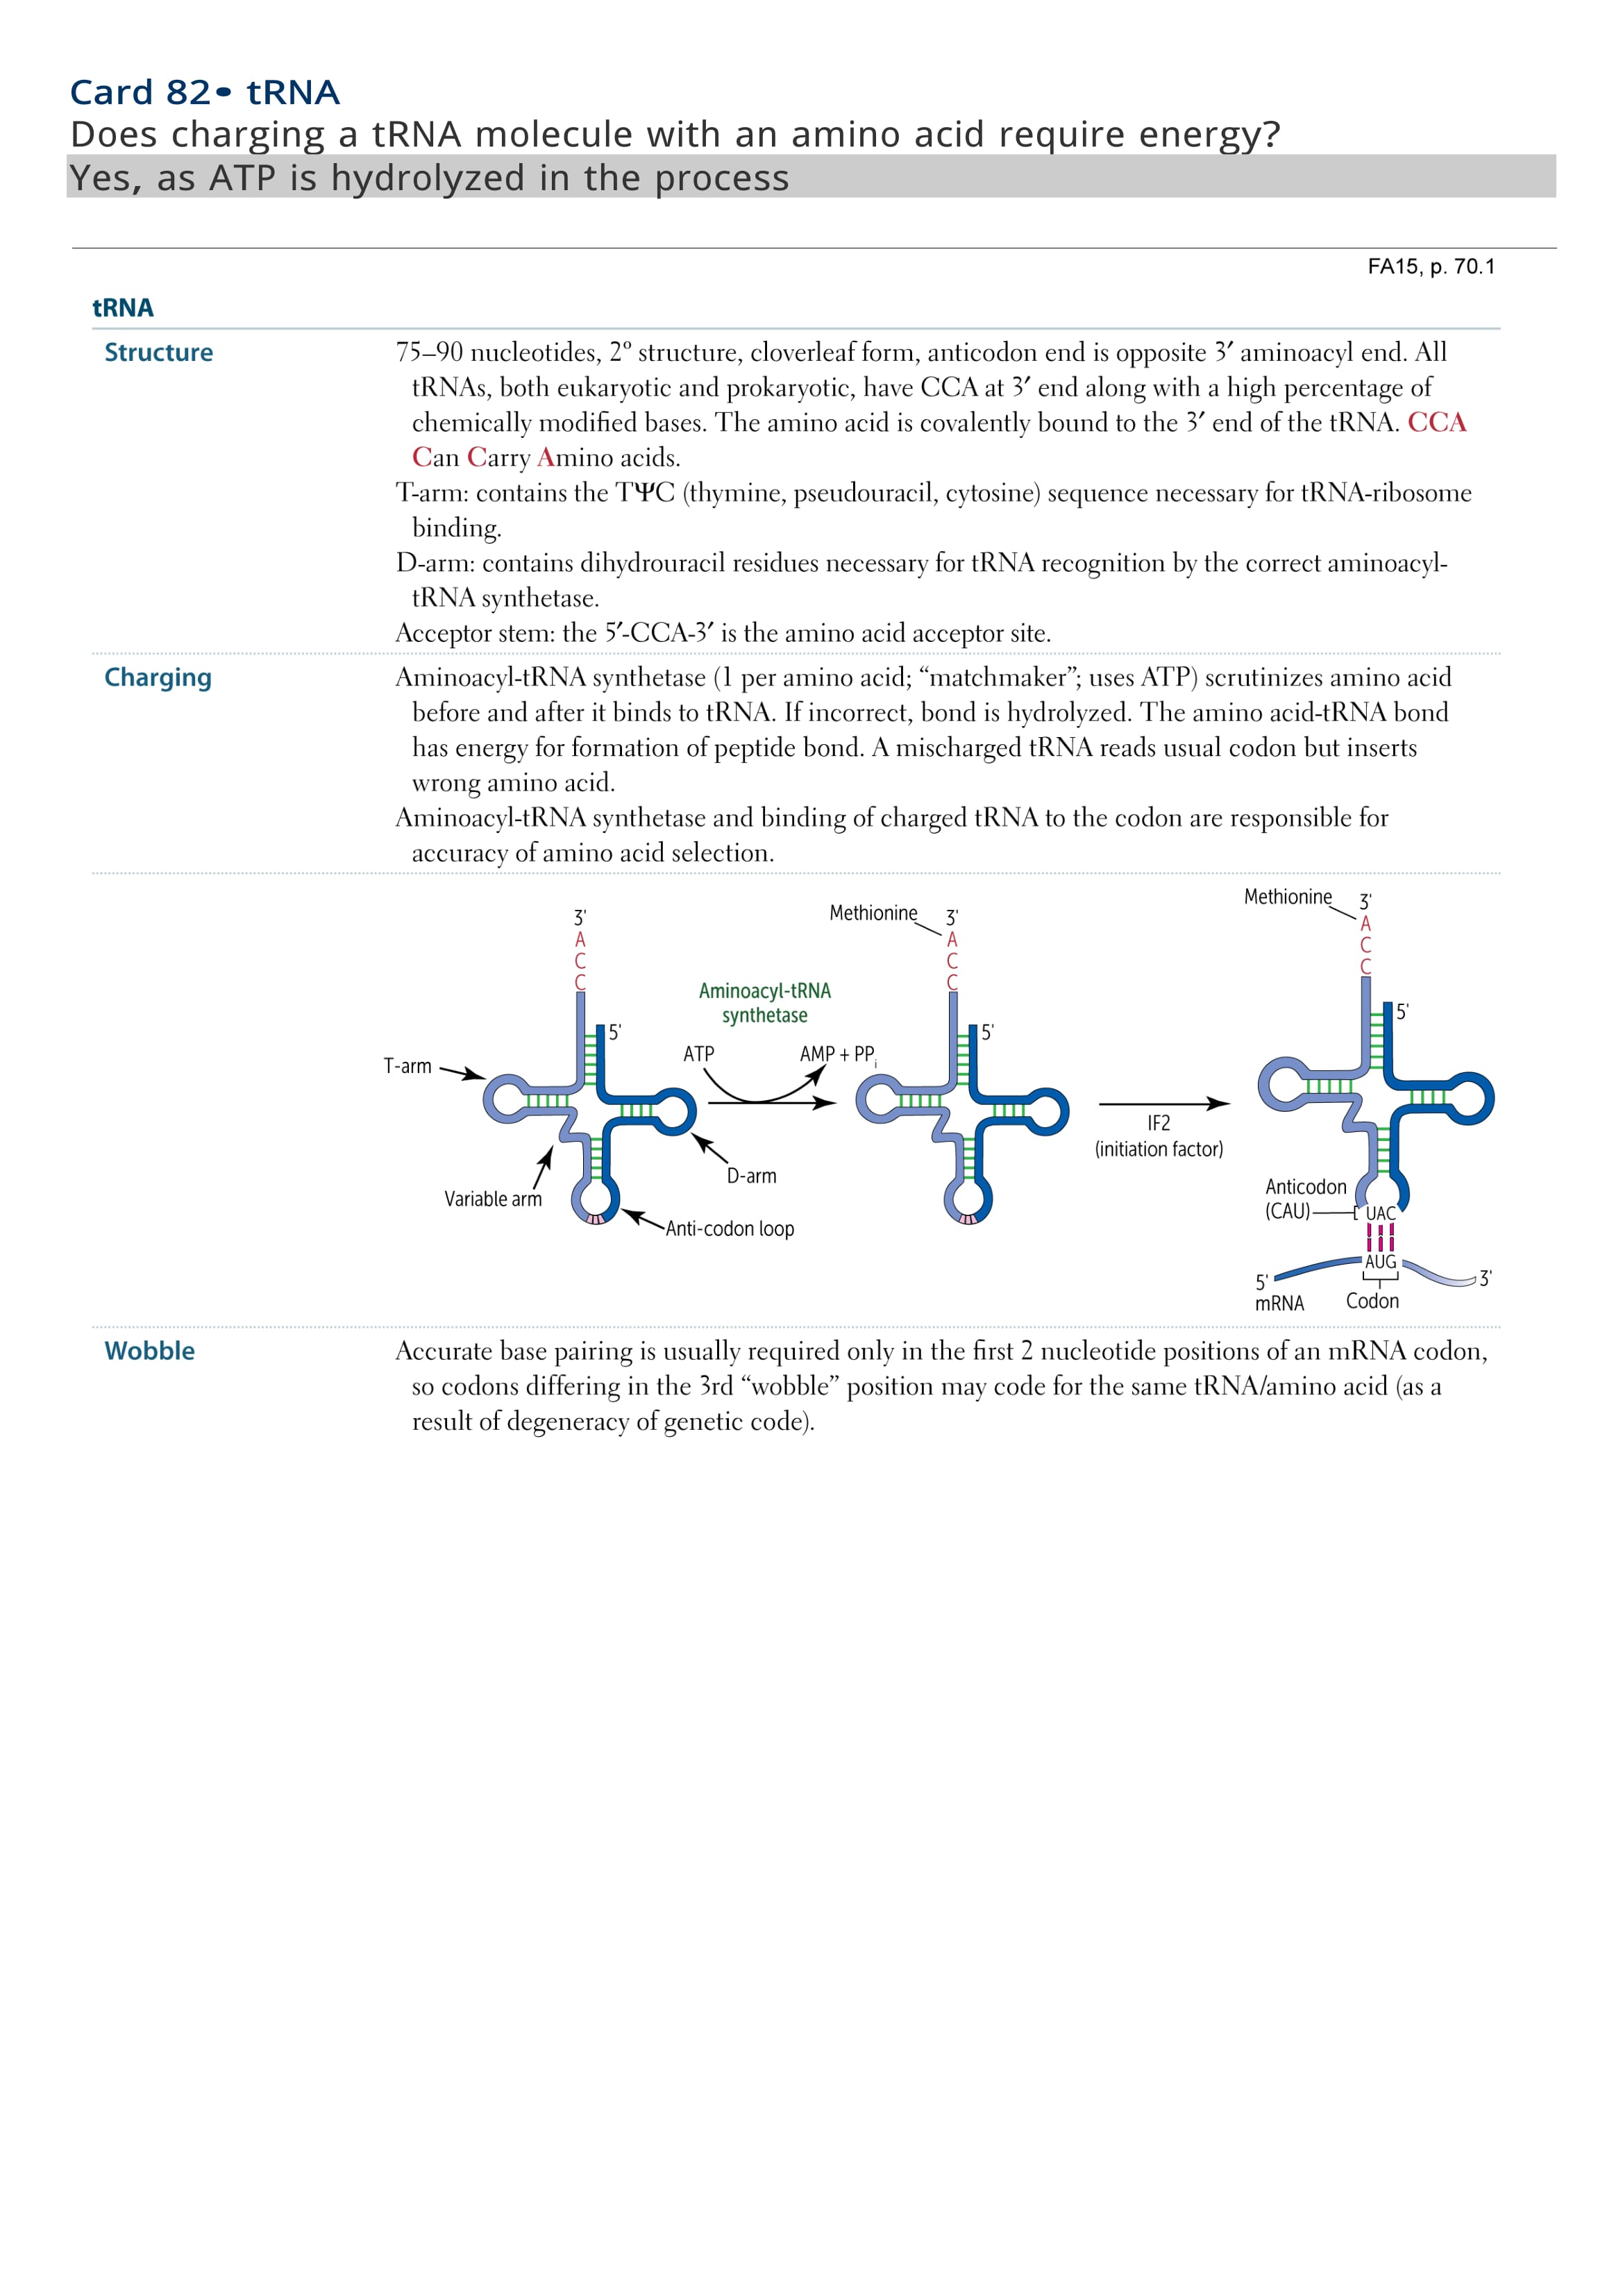 Card 82• tRNA
Does charging a tRNA molecule with an amino acid require energy?
Yes, as ATP is hydrolyzed in the process
FA15, p. 70.1
tRNA
Structure
75–90 nucleotides, 2º structure, cloverleaf form, anticodon end is opposite 3′ aminoacyl end. All
tRNAs, both eukaryotic and prokaryotic, have CCA at 3′ end along with a high percentage of
chemically modified bases. The amino acid is covalently bound to the 3′ end of the tRNA. CCA
Can Carry Amino acids.
T-arm: contains the TΨC (thymine, pseudouracil, cytosine) sequence necessary for tRNA-ribosome
binding.
D-arm: contains dihydrouracil residues necessary for tRNA recognition by the correct aminoacyl-
tRNA synthetase.
Acceptor stem: the 5′-CCA-3′ is the amino acid acceptor site.
Charging
Aminoacyl-tRNA synthetase (1 per amino acid; “matchmaker”; uses ATP) scrutinizes amino acid
before and after it binds to tRNA. If incorrect, bond is hydrolyzed. The amino acid-tRNA bond
has energy for formation of peptide bond. A mischarged tRNA reads usual codon but inserts
wrong amino acid.
Aminoacyl-tRNA synthetase and binding of charged tRNA to the codon are responsible for
accuracy of amino acid selection.
3'
A
C
C
5'
T-arm
Variable arm
D-arm
Anti-codon loop
Aminoacyl-tRNA
synthetase
ATP
AMP + PPi
Methionine
3'
A
C
C
5'
IF2
(initiation factor)
Methionine
3'
A
C
C
5'
Anticodon
(CAU)
UAC
AUG
5'
3'
mRNA
Codon
Wobble
Accurate base pairing is usually required only in the first 2 nucleotide positions of an mRNA codon,
so codons differing in the 3rd “wobble” position may code for the same tRNA/amino acid (as a
result of degeneracy of genetic code).